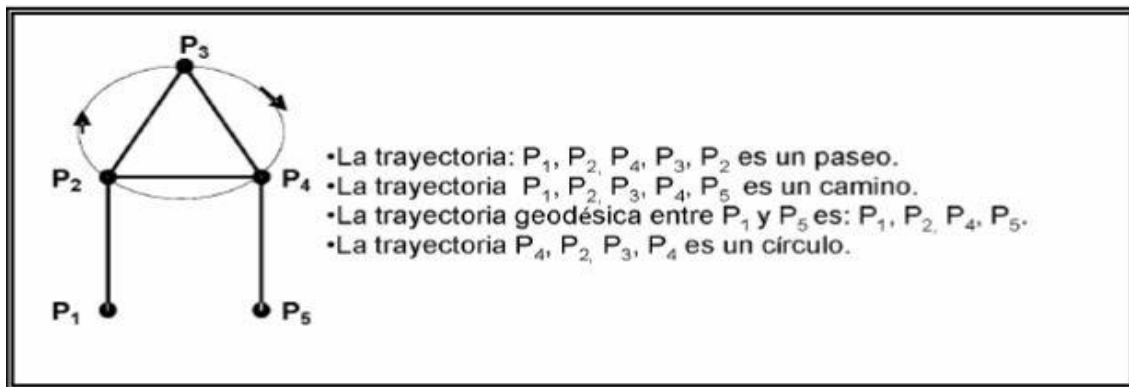 P₃
P₂
P₄
P₁
P₅
•La trayectoria: P₁, P₂, P₄, P₃, P₂ es un paseo.
•La trayectoria P₁, P₂, P₃, P₄, P₅ es un camino.
•La trayectoria geodésica entre P₁ y P₅ es: P₁, P₂, P₄, P₅.
•La trayectoria P₄, P₂, P₃, P₄ es un círculo.